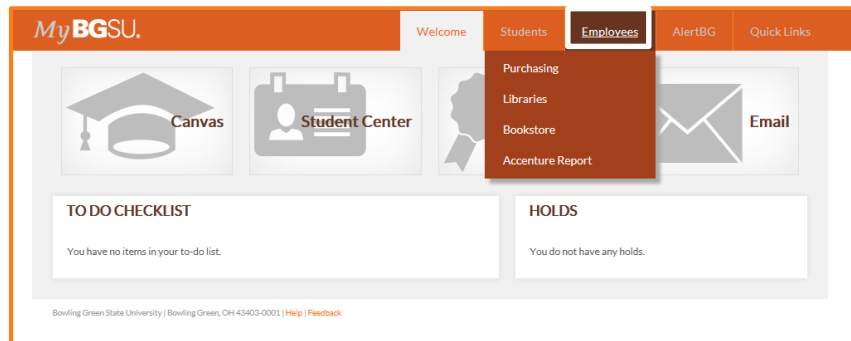 MyBGSU.
Welcome Students Employees AlertBG Quick Links
Purchasing
Libraries
Bookstore
Accenture Report
Canvas Student Center Email
TO DO CHECKLIST
You have no items in your to-do list.
HOLDS
You do not have any holds.
Bowling Green State University | Bowling Green, OH 43403-0001 | Help | Feedback